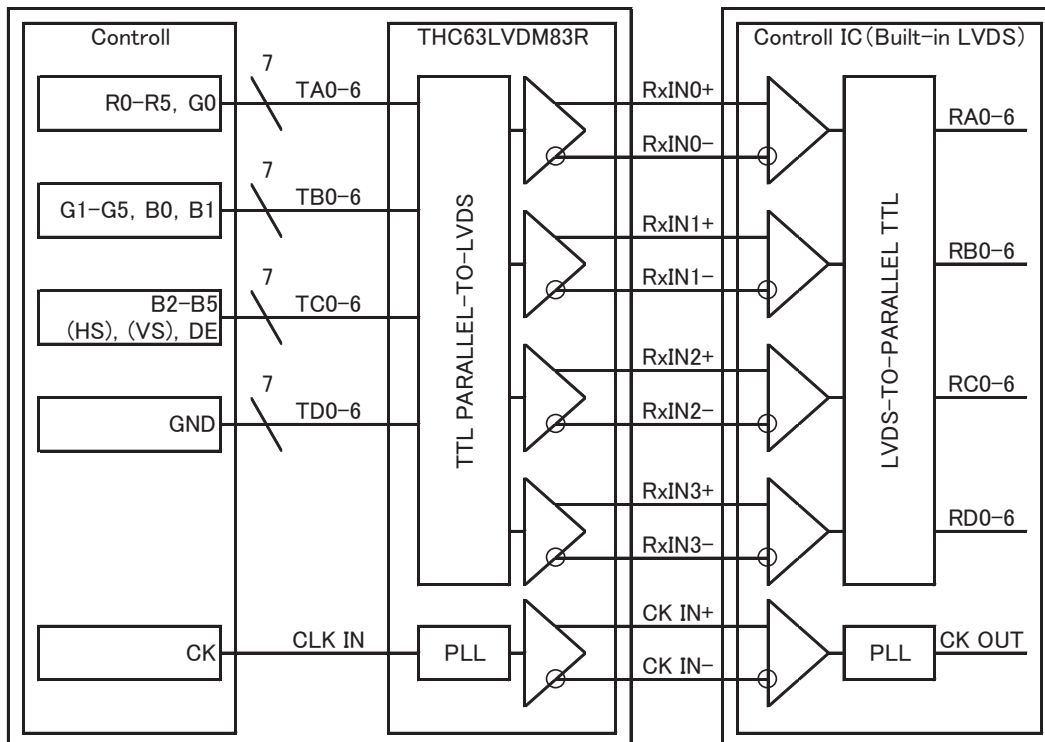 Controll
THC63LVDM83R
Controll IC(Built-in LVDS)
R0-R5, G0
7
TA0-6
RxIN0+
RxIN0-
RA0-6
G1-G5, B0, B1
7
TB0-6
RxIN1+
RxIN1-
RB0-6
B2-B5
(HS), (VS), DE
7
TC0-6
RxIN2+
RxIN2-
RC0-6
GND
7
TD0-6
RxIN3+
RxIN3-
RD0-6
TTL PARALLEL-TO-LVDS
LVDS-TO-PARALLEL TTL
CK
CLK IN
PLL
CK IN+
CK IN-
PLL
CK OUT